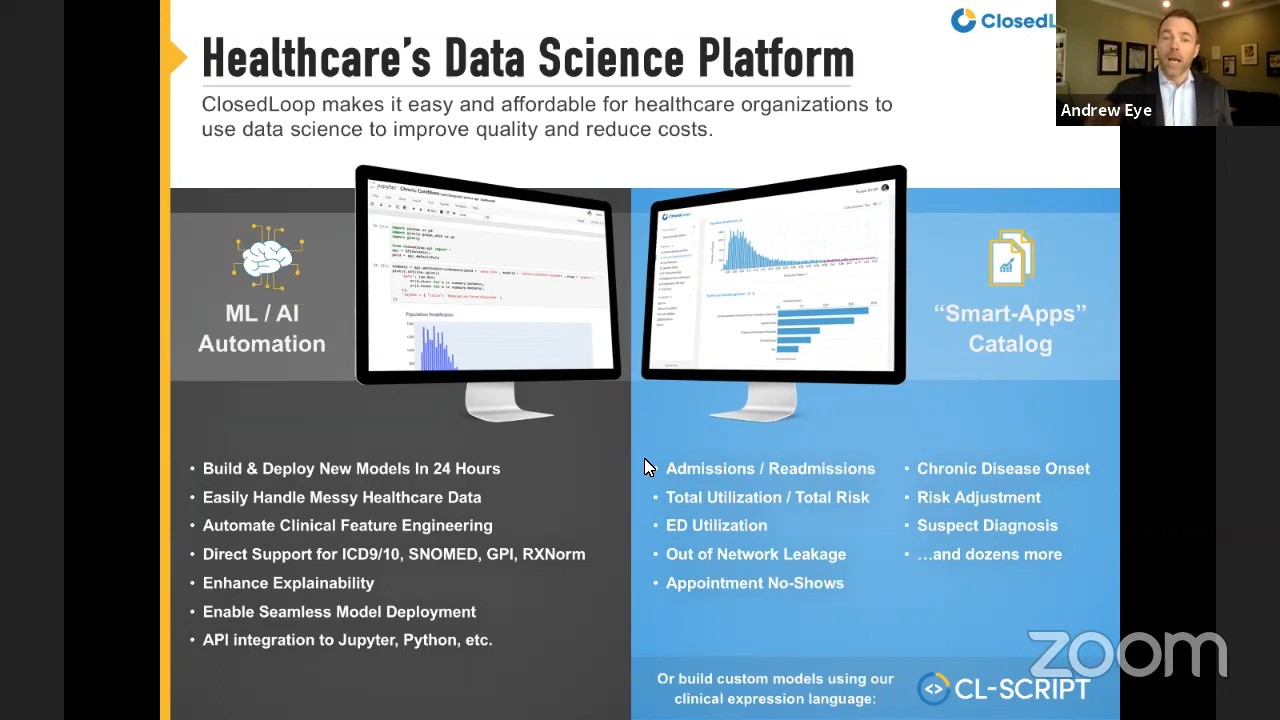 ClosedL
Healthcare's Data Science Platform
ClosedLoop makes it easy and affordable for healthcare organizations to
use data science to improve quality and reduce costs.
Andrew Eye
ML / AI
Automation
jupyter
Population Stratification
ClosedLoop
“Smart-Apps”
Catalog
• Build & Deploy New Models In 24 Hours
• Easily Handle Messy Healthcare Data
• Automate Clinical Feature Engineering
• Direct Support for ICD9/10, SNOMED, GPI, RXNorm
• Enhance Explainability
• Enable Seamless Model Deployment
• API integration to Jupyter, Python, etc.
• Admissions / Readmissions
• Total Utilization / Total Risk
• ED Utilization
• Out of Network Leakage
• Appointment No-Shows
• Chronic Disease Onset
• Risk Adjustment
• Suspect Diagnosis
• …and dozens more
Or build custom models using our
clinical expression language:
CL-SCRIPT
zoom